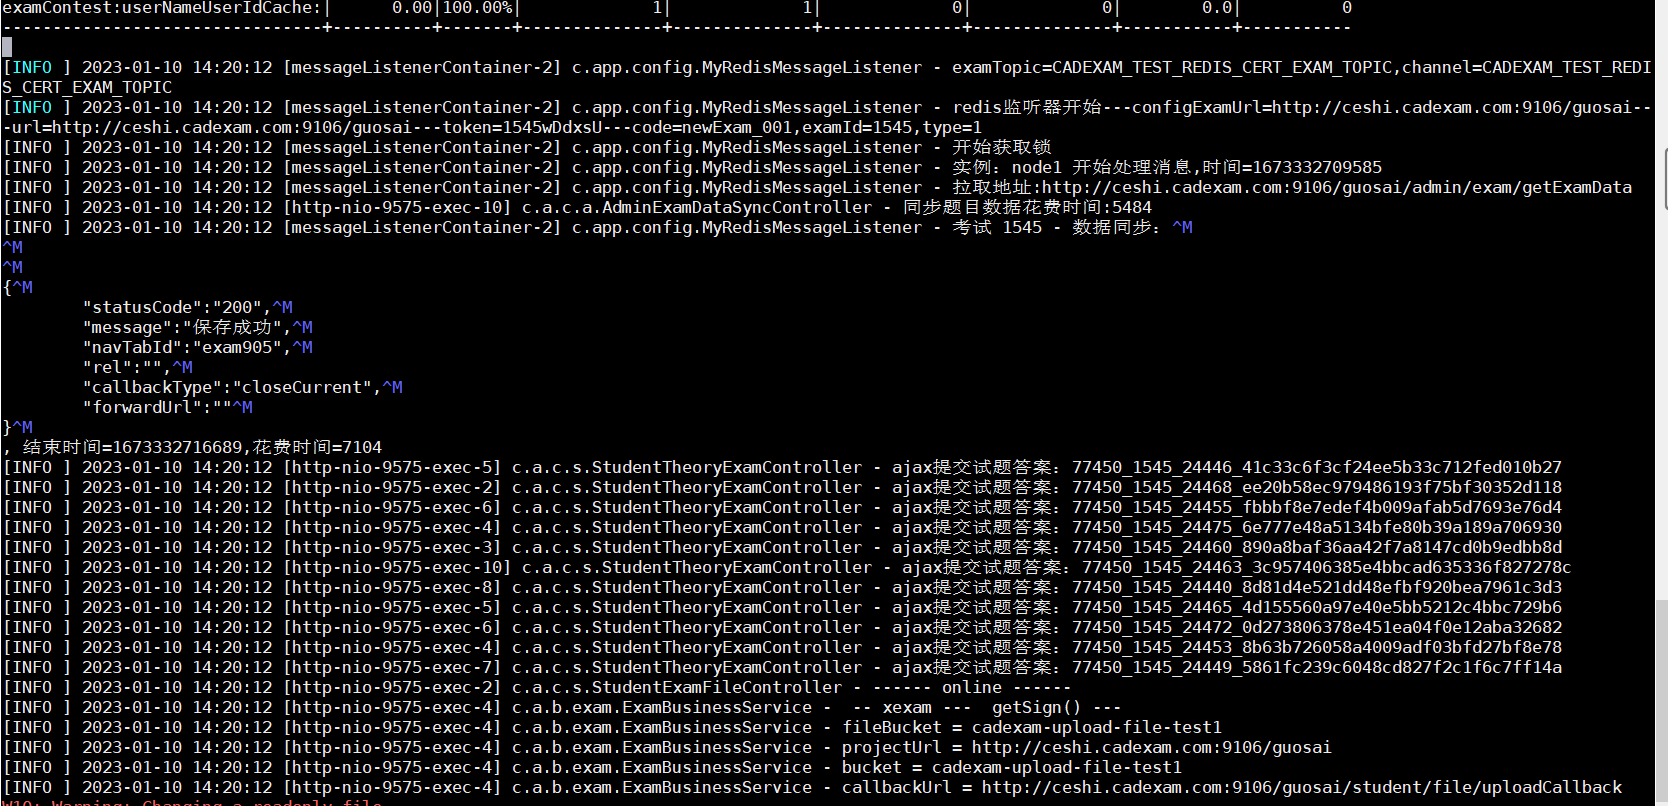 examContest:userNameUserIdCache:|      0.00|100.00%|             1|             1|             0|             0|          0.0|          0
--------------------------------+----------+-------+--------------+--------------+--------------+--------------+-------------+-----------
[INFO ] 2023-01-10 14:20:12 [messageListenerContainer-2] c.app.config.MyRedisMessageListener - examTopic=CADEXAM_TEST_REDIS_CERT_EXAM_TOPIC,channel=CADEXAM_TEST_REDI
S_CERT_EXAM_TOPIC
[INFO ] 2023-01-10 14:20:12 [messageListenerContainer-2] c.app.config.MyRedisMessageListener - redis监听器开始---configExamUrl=http://ceshi.cadexam.com:9106/guosai--
-url=http://ceshi.cadexam.com:9106/guosai---token=1545wDdxsU---code=newExam_001,examId=1545,type=1
[INFO ] 2023-01-10 14:20:12 [messageListenerContainer-2] c.app.config.MyRedisMessageListener - 开始获取锁
[INFO ] 2023-01-10 14:20:12 [messageListenerContainer-2] c.app.config.MyRedisMessageListener - 实例：node1 开始处理消息,时间=1673332709585
[INFO ] 2023-01-10 14:20:12 [messageListenerContainer-2] c.app.config.MyRedisMessageListener - 拉取地址:http://ceshi.cadexam.com:9106/guosai/admin/exam/getExamData
[INFO ] 2023-01-10 14:20:12 [http-nio-9575-exec-10] c.a.c.a.AdminExamDataSyncController - 同步题目数据花费时间:5484
[INFO ] 2023-01-10 14:20:12 [messageListenerContainer-2] c.app.config.MyRedisMessageListener - 考试 1545 - 数据同步：^M
^M
^M
{^M
        "statusCode":"200",^M
        "message":"保存成功",^M
        "navTabId":"exam905",^M
        "rel":"",^M
        "callbackType":"closeCurrent",^M
        "forwardUrl":""^M
}^M
, 结束时间=1673332716689,花费时间=7104
[INFO ] 2023-01-10 14:20:12 [http-nio-9575-exec-5] c.a.c.s.StudentTheoryExamController - ajax提交试题答案：77450_1545_24446_41c33c6f3cf24ee5b33c712fed010b27
[INFO ] 2023-01-10 14:20:12 [http-nio-9575-exec-2] c.a.c.s.StudentTheoryExamController - ajax提交试题答案：77450_1545_24468_ee20b58ec979486193f75bf30352d118
[INFO ] 2023-01-10 14:20:12 [http-nio-9575-exec-6] c.a.c.s.StudentTheoryExamController - ajax提交试题答案：77450_1545_24455_fbbbf8e7edef4b009afab5d7693e76d4
[INFO ] 2023-01-10 14:20:12 [http-nio-9575-exec-4] c.a.c.s.StudentTheoryExamController - ajax提交试题答案：77450_1545_24475_6e777e48a5134bfe80b39a189a706930
[INFO ] 2023-01-10 14:20:12 [http-nio-9575-exec-3] c.a.c.s.StudentTheoryExamController - ajax提交试题答案：77450_1545_24460_890a8baf36aa42f7a8147cd0b9edbb8d
[INFO ] 2023-01-10 14:20:12 [http-nio-9575-exec-10] c.a.c.s.StudentTheoryExamController - ajax提交试题答案：77450_1545_24463_3c957406385e4bbcad635336f827278c
[INFO ] 2023-01-10 14:20:12 [http-nio-9575-exec-8] c.a.c.s.StudentTheoryExamController - ajax提交试题答案：77450_1545_24440_8d81d4e521dd48efbf920bea7961c3d3
[INFO ] 2023-01-10 14:20:12 [http-nio-9575-exec-5] c.a.c.s.StudentTheoryExamController - ajax提交试题答案：77450_1545_24465_4d155560a97e40e5bb5212c4bbc729b6
[INFO ] 2023-01-10 14:20:12 [http-nio-9575-exec-6] c.a.c.s.StudentTheoryExamController - ajax提交试题答案：77450_1545_24472_0d273806378e451ea04f0e12aba32682
[INFO ] 2023-01-10 14:20:12 [http-nio-9575-exec-4] c.a.c.s.StudentTheoryExamController - ajax提交试题答案：77450_1545_24453_8b63b726058a4009adf03bfd27bf8e78
[INFO ] 2023-01-10 14:20:12 [http-nio-9575-exec-7] c.a.c.s.StudentTheoryExamController - ajax提交试题答案：77450_1545_24449_5861fc239c6048cd827f2c1f6c7ff14a
[INFO ] 2023-01-10 14:20:12 [http-nio-9575-exec-2] c.a.c.s.StudentExamFileController - ------ online ------
[INFO ] 2023-01-10 14:20:12 [http-nio-9575-exec-4] c.a.b.exam.ExamBusinessService -  -- xexam ---  getSign() ---
[INFO ] 2023-01-10 14:20:12 [http-nio-9575-exec-4] c.a.b.exam.ExamBusinessService - fileBucket = cadexam-upload-file-test1
[INFO ] 2023-01-10 14:20:12 [http-nio-9575-exec-4] c.a.b.exam.ExamBusinessService - projectUrl = http://ceshi.cadexam.com:9106/guosai
[INFO ] 2023-01-10 14:20:12 [http-nio-9575-exec-4] c.a.b.exam.ExamBusinessService - bucket = cadexam-upload-file-test1
[INFO ] 2023-01-10 14:20:12 [http-nio-9575-exec-4] c.a.b.exam.ExamBusinessService - callbackUrl = http://ceshi.cadexam.com:9106/guosai/student/file/uploadCallback
W10: Warning: Changing a readonly file